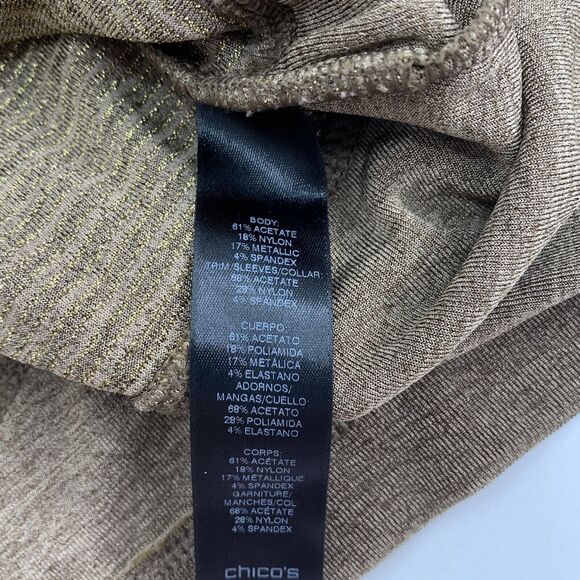 BODY:
61% ACETATE
18% NYLON
17% METALLIC
4% SPANDEX
TRIM/SLEEVES/COLLAR:
68% ACETATE
28% NYLON
4% SPANDEX
CUERPO
61% ACETATO
18% POLIAMIDA
17% METÁLICA
4% ELASTANO
ADORNOS/
MANGAS/CUELLO:
68% ACETATO
28% POLIAMIDA
4% ELASTANO
CORPS:
61% ACÉTATE
18% NYLON
17% MÉTALLIQUE
4% SPANDEX
GARNITURE/
MANCHES/COL:
68% ACÉTATE
28% NYLON
4% SPANDEX
chico's